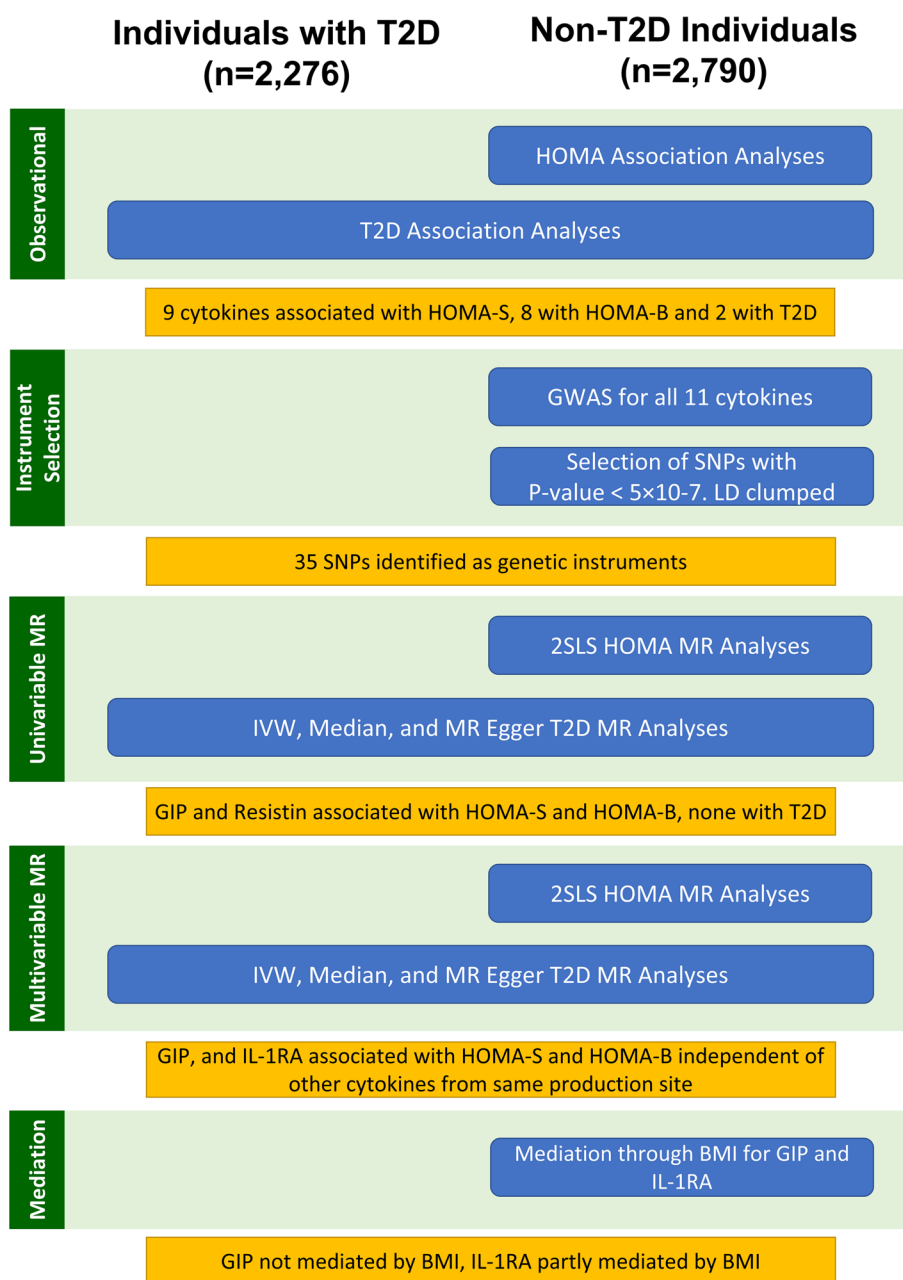 Individuals with T2D
(n=2,276)
Non-T2D Individuals
(n=2,790)
Observational
HOMA Association Analyses
T2D Association Analyses
9 cytokines associated with HOMA-S, 8 with HOMA-B and 2 with T2D
Instrument
Selection
GWAS for all 11 cytokines
Selection of SNPs with
P-value < 5×10-7. LD clumped
35 SNPs identified as genetic instruments
Univariable MR
2SLS HOMA MR Analyses
IVW, Median, and MR Egger T2D MR Analyses
GIP and Resistin associated with HOMA-S and HOMA-B, none with T2D
Multivariable MR
2SLS HOMA MR Analyses
IVW, Median, and MR Egger T2D MR Analyses
GIP, and IL-1RA associated with HOMA-S and HOMA-B independent of
other cytokines from same production site
Mediation
Mediation through BMI for GIP and
IL-1RA
GIP not mediated by BMI, IL-1RA partly mediated by BMI